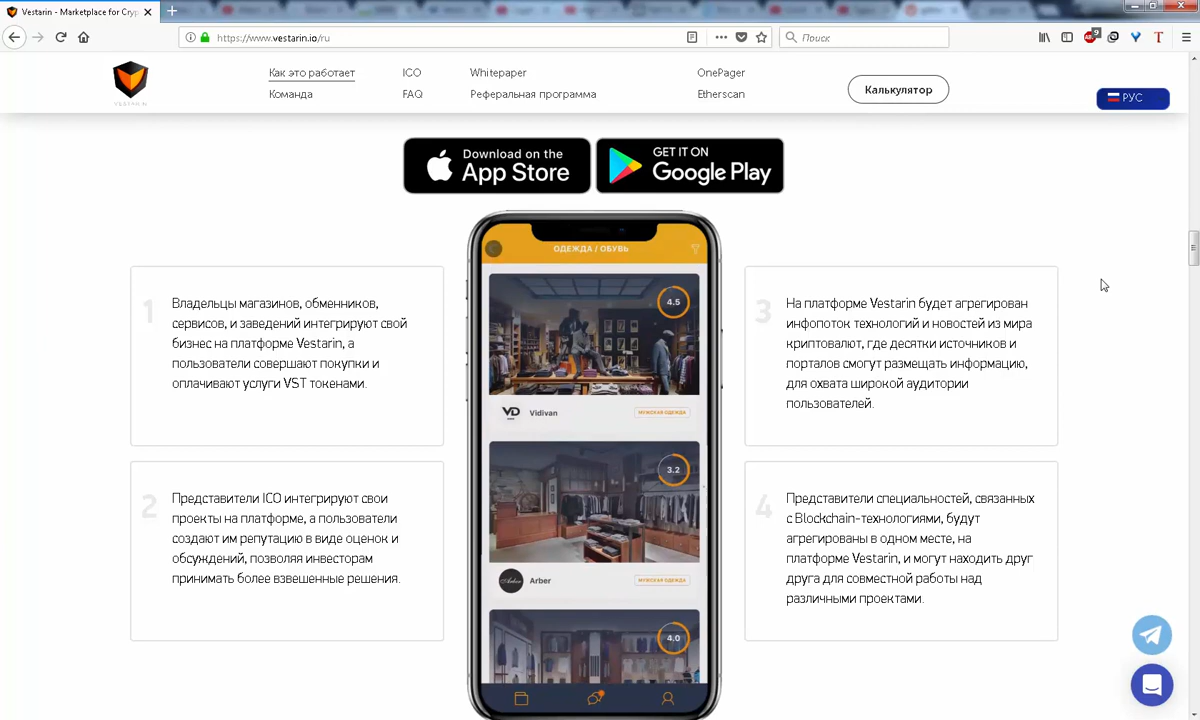 Vestarin - Marketplace for Cryp
https://www.vestarin.io/ru
Поиск
9
VESTARIN
Как это работает
ICO
Whitepaper
OnePager
Команда
FAQ
Реферальная программа
Etherscan
Калькулятор
РУС
Download on the
App Store
GET IT ON
Google Play
1
Владельцы магазинов, обменников,
сервисов, и заведений интегрируют свой
бизнес на платформе Vestarin, а
пользователи совершают покупки и
оплачивают услуги VST токенами.
2
Представители ICO интегрируют свои
проекты на платформе, а пользователи
создают им репутацию в виде оценок и
обсуждений, позволяя инвесторам
принимать более взвешенные решения.
ОДЕЖДА / ОБУВЬ
4.5
VD
Vidivan
МУЖСКАЯ ОДЕЖДА
3.2
Arber
Arber
МУЖСКАЯ ОДЕЖДА
4.0
3
На платформе Vestarin будет агрегирован
инфопоток технологий и новостей из мира
криптовалют, где десятки источников и
порталов смогут размещать информацию,
для охвата широкой аудитории
пользователей.
4
Представители специальностей, связанных
с Blockchain-технологиями, будут
агрегированы в одном месте, на
платформе Vestarin, и могут находить друг
друга для совместной работы над
различными проектами.